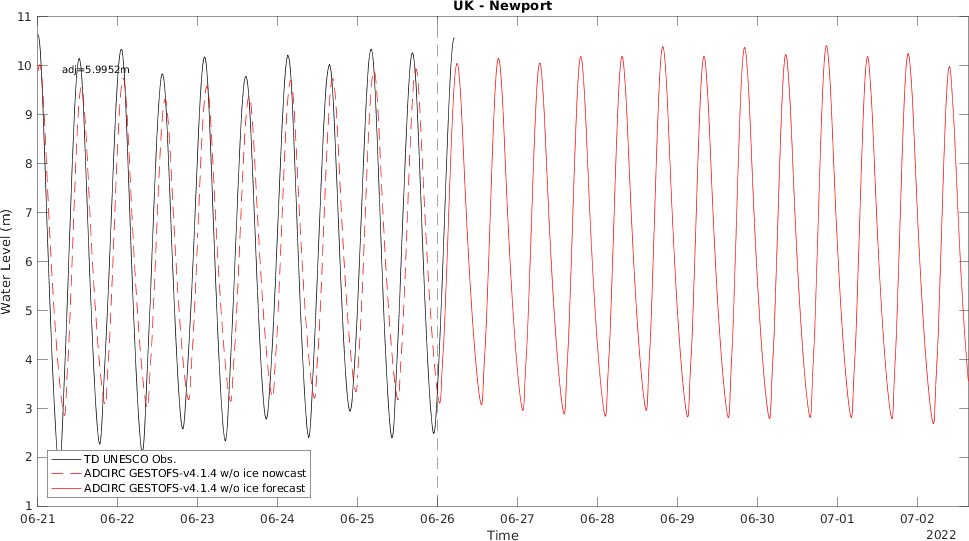 UK - Newport
11
10
9
8
7
6
5
4
3
2
1
Water Level (m)
adj=5.9952m
TD UNESCO Obs.
ADCIRC GESTOFS-v4.1.4 w/o ice nowcast
ADCIRC GESTOFS-v4.1.4 w/o ice forecast
06-21 06-22 06-23 06-24 06-25 06-26 06-27 06-28 06-29 06-30 07-01 07-02
2022
Time